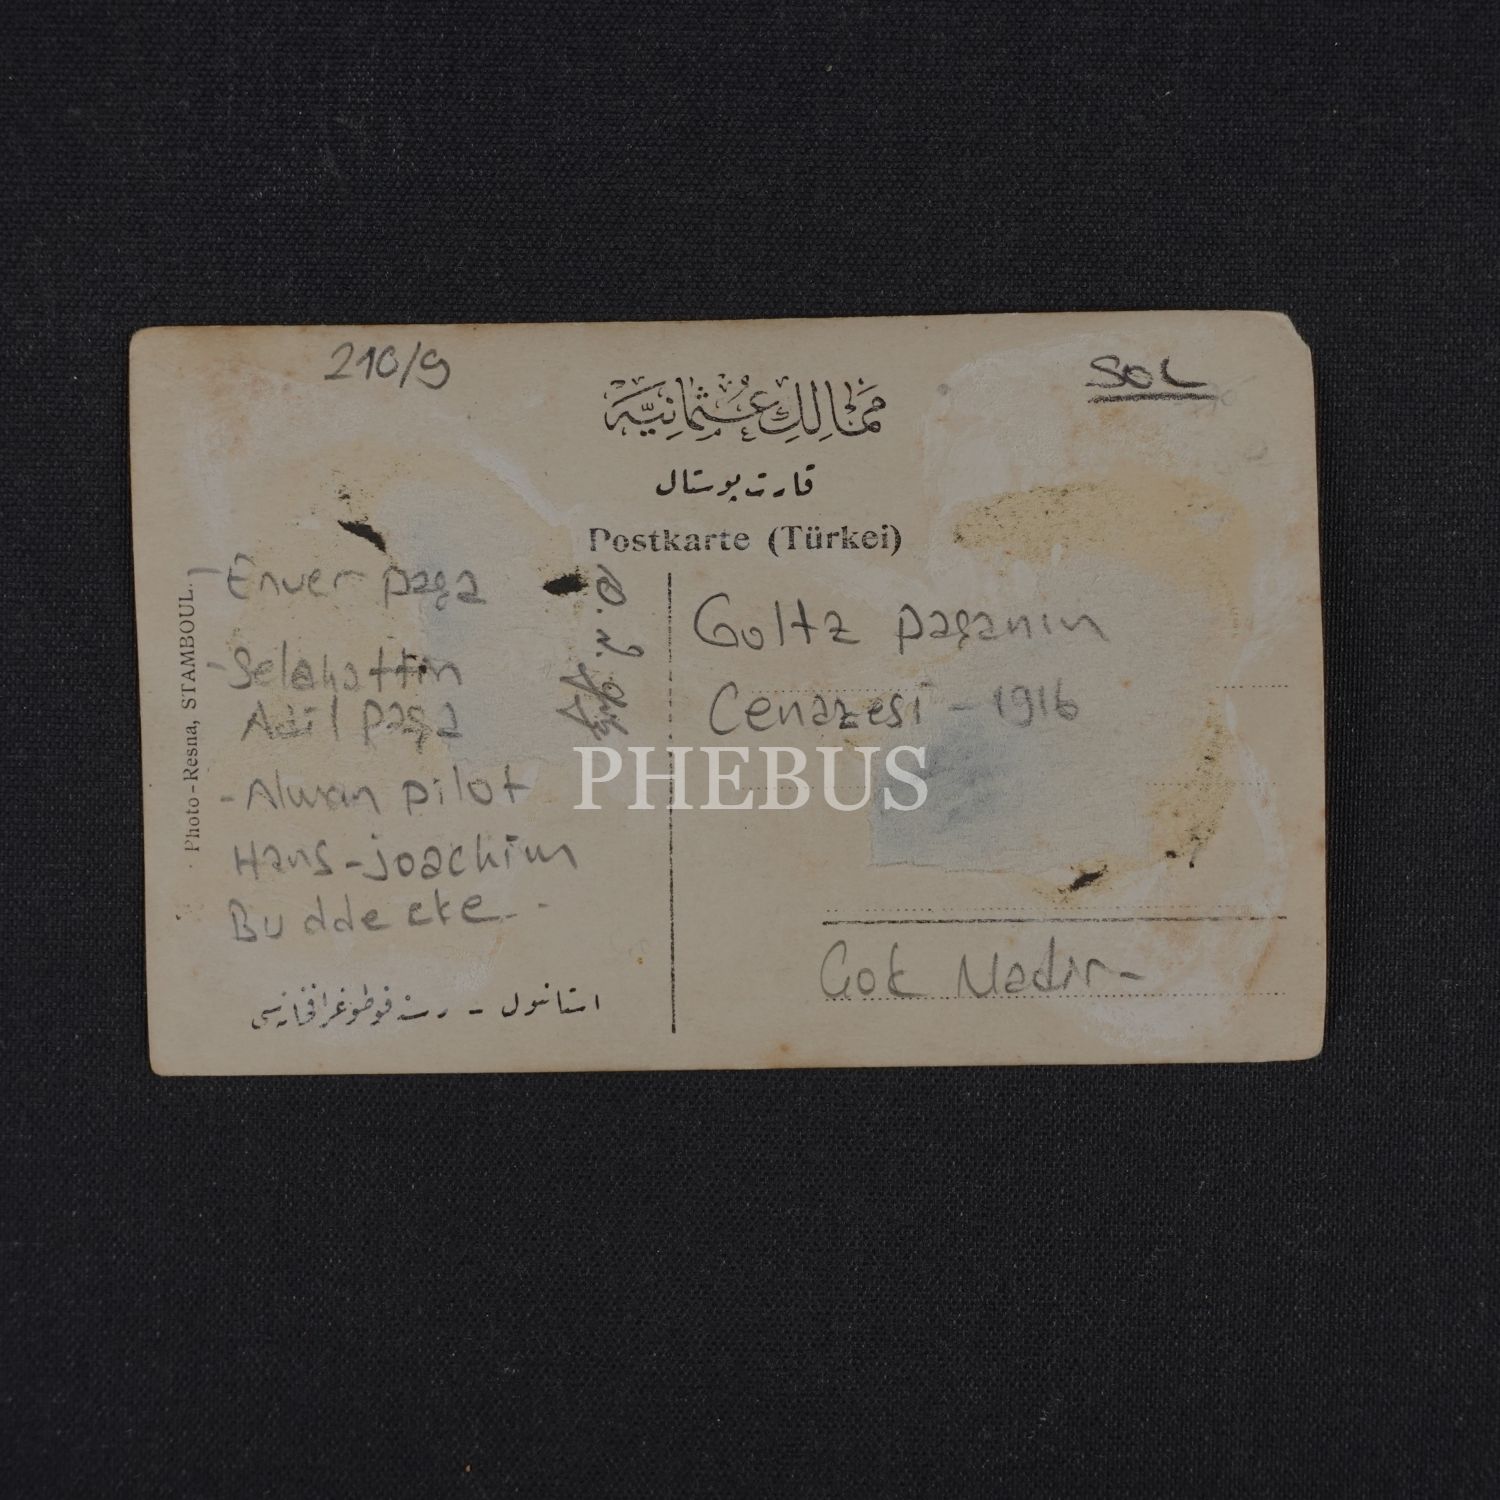 210/9
SOL
ممالك عثمانيه
قارت پوستال
Postkarte (Türkei)
Photo-Resna, STAMBOUL.
- Enver paşa
- Selahattin
Adil paşa
- Alman pilot
Hans-joachim
Buddecke
Goltz paşanın
Cenazesi - 1916
PHEBUS
Çok Nadir
استانبول - رسنه فوطوغرافخانه‌سی